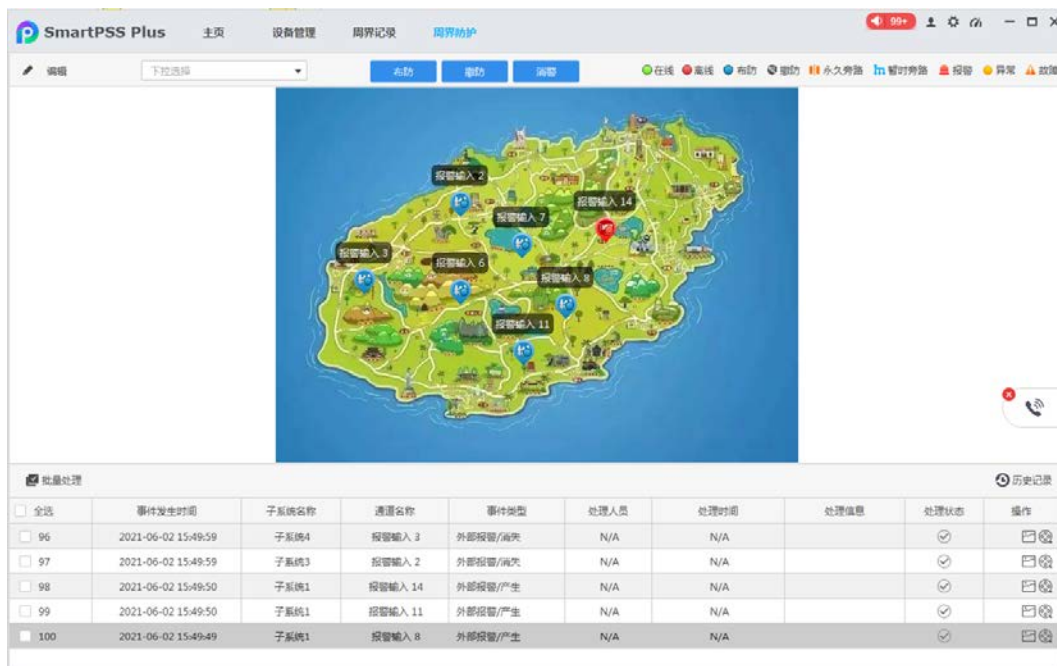 SmartPSS Plus 主页 设备管理 周界记录 周界防护 99+
编辑 下拉选择 布防 撤防 消警 在线 离线 布防 撤防 永久旁路 暂时旁路 报警 异常 故障
报警输入 2
报警输入 14
报警输入 7
报警输入 3
报警输入 6
报警输入 8
报警输入 11
批量处理 历史记录
全选 事件发生时间 子系统名称 通道名称 事件类型 处理人员 处理时间 处理信息 处理状态 操作
96 2021-06-02 15:49:59 子系统4 报警输入 3 外部报警/消失 N/A N/A
97 2021-06-02 15:49:59 子系统3 报警输入 2 外部报警/消失 N/A N/A
98 2021-06-02 15:49:50 子系统1 报警输入 14 外部报警/产生 N/A N/A
99 2021-06-02 15:49:50 子系统1 报警输入 11 外部报警/产生 N/A N/A
100 2021-06-02 15:49:49 子系统1 报警输入 8 外部报警/产生 N/A N/A